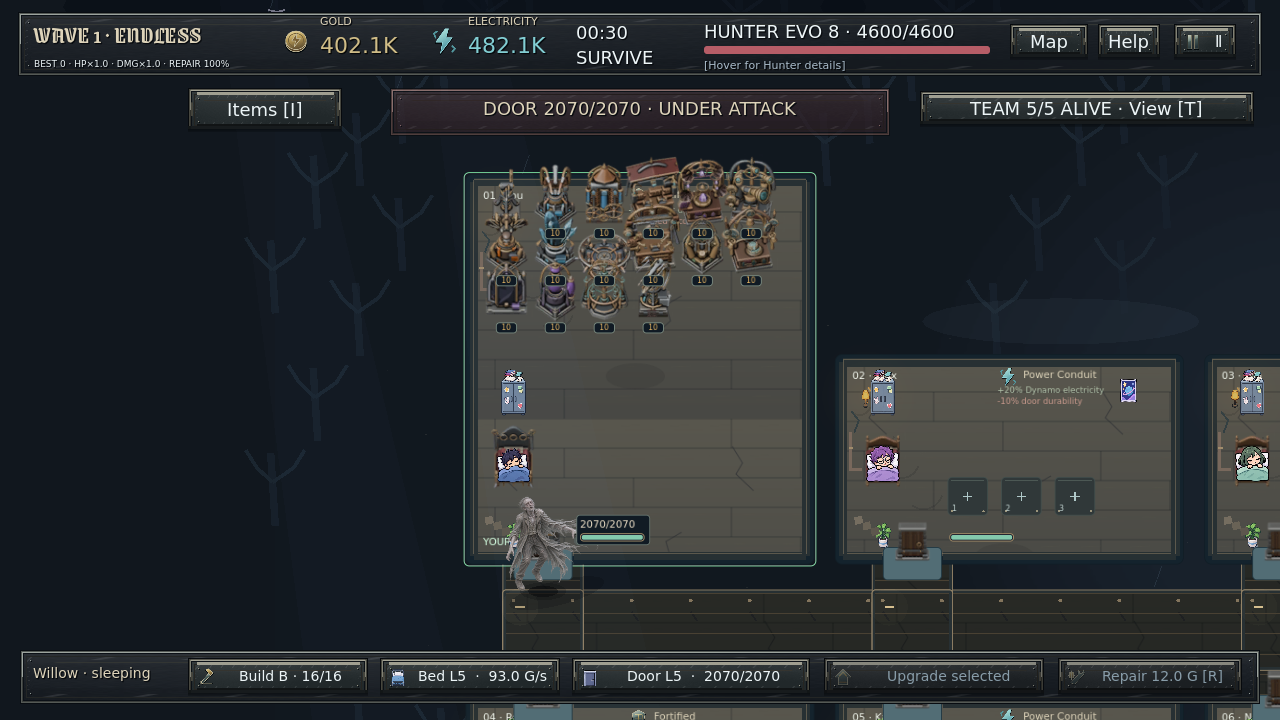 WAVE 1 · ENDLESS
BEST 0 · HP×1.0 · DMG×1.0 · REPAIR 100%
GOLD
402.1K
ELECTRICITY
482.1K
00:30
SURVIVE
HUNTER EVO 8 · 4600/4600
[Hover for Hunter details]
Map
Help
Items [I]
DOOR 2070/2070 · UNDER ATTACK
TEAM 5/5 ALIVE · View [T]
01
10 10 10 10 10
10 10 10 10 10 10
10 10 10 10
2070/2070
YOUR
02
Power Conduit
+20% Dynamo electricity
-10% door durability
+ + +
1 2 3
03
Willow · sleeping
Build B · 16/16
Bed L5 · 93.0 G/s
Door L5 · 2070/2070
Upgrade selected
Repair 12.0 G [R]
04 · R
Fortified
05 · K
Power Conduit
06 · N